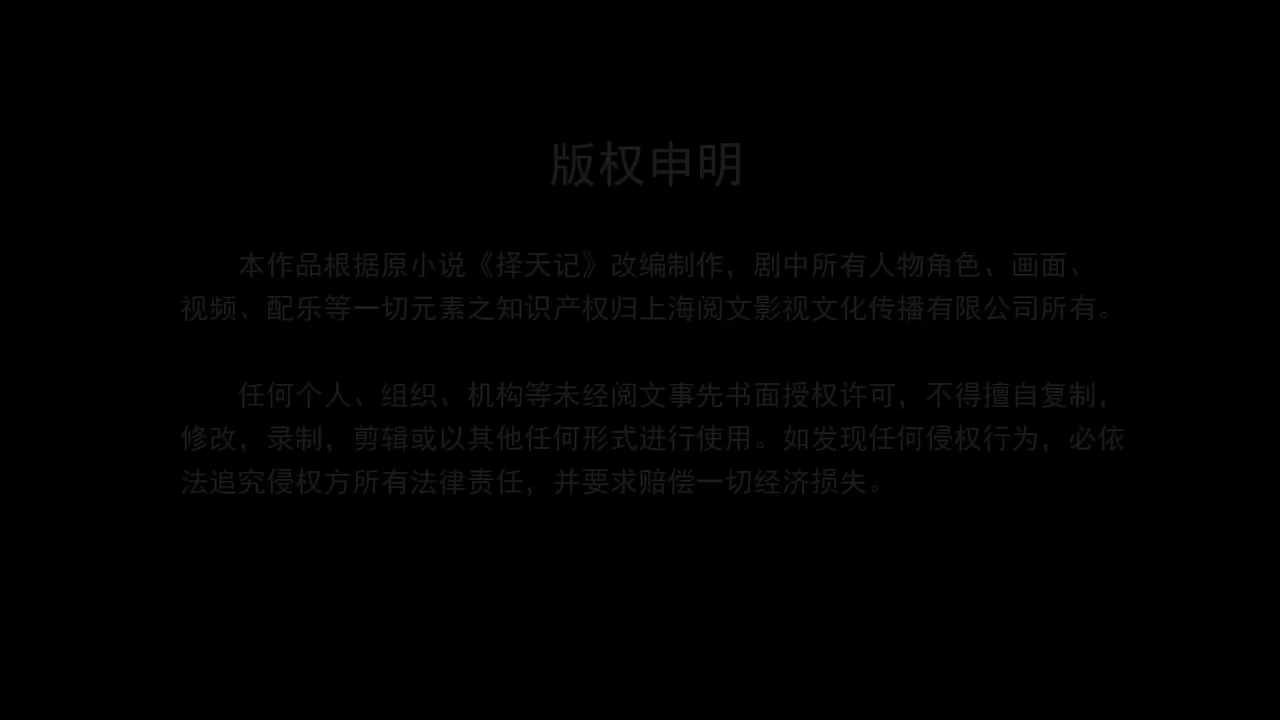 版权申明
本作品根据原小说《择天记》改编制作，剧中所有人物角色、画面、
视频、配乐等一切元素之知识产权归上海阅文影视文化传播有限公司所有。
任何个人、组织、机构等未经阅文事先书面授权许可，不得擅自复制，
修改，录制，剪辑或以其他任何形式进行使用。如发现任何侵权行为，必依
法追究侵权方所有法律责任，并要求赔偿一切经济损失。